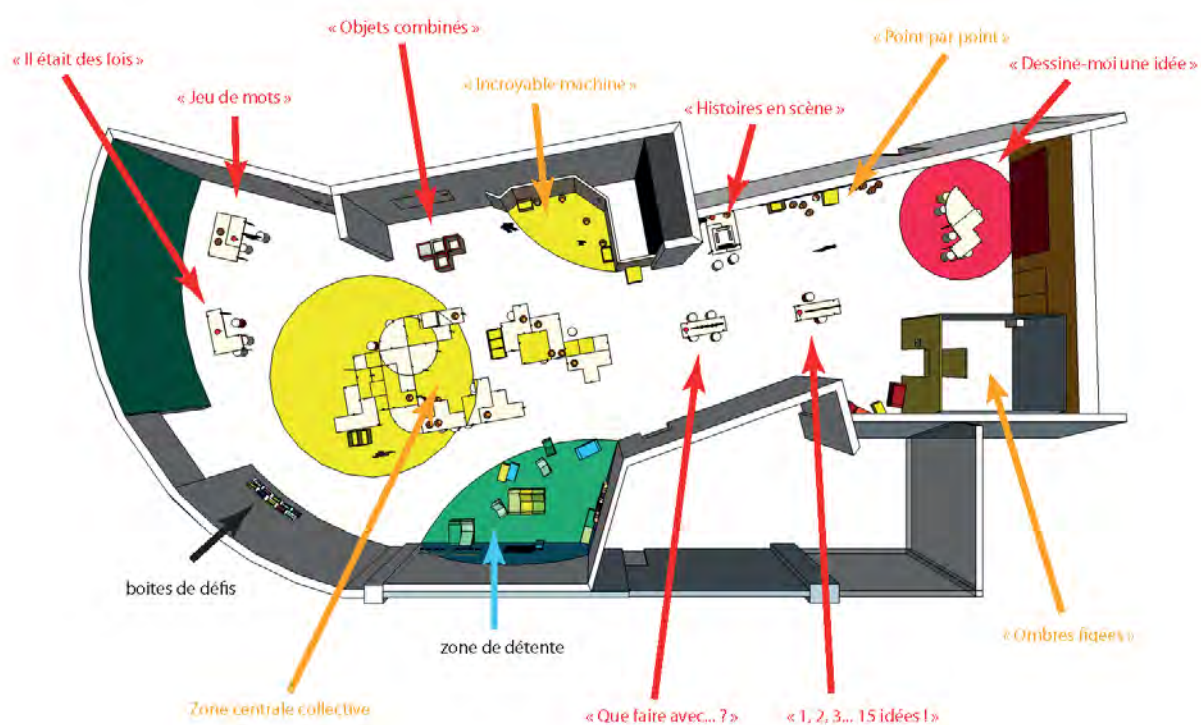 « Objets combinés »
« Point par point »
« Il était des fois »
« Dessine-moi une idée »
« Incroyable machine »
« Jeu de mots »
« Histoires en scène »
boites de défis
« Ombres figées »
zone de détente
Zone centrale collective
« Que faire avec... ? »
« 1, 2, 3... 15 idées ! »